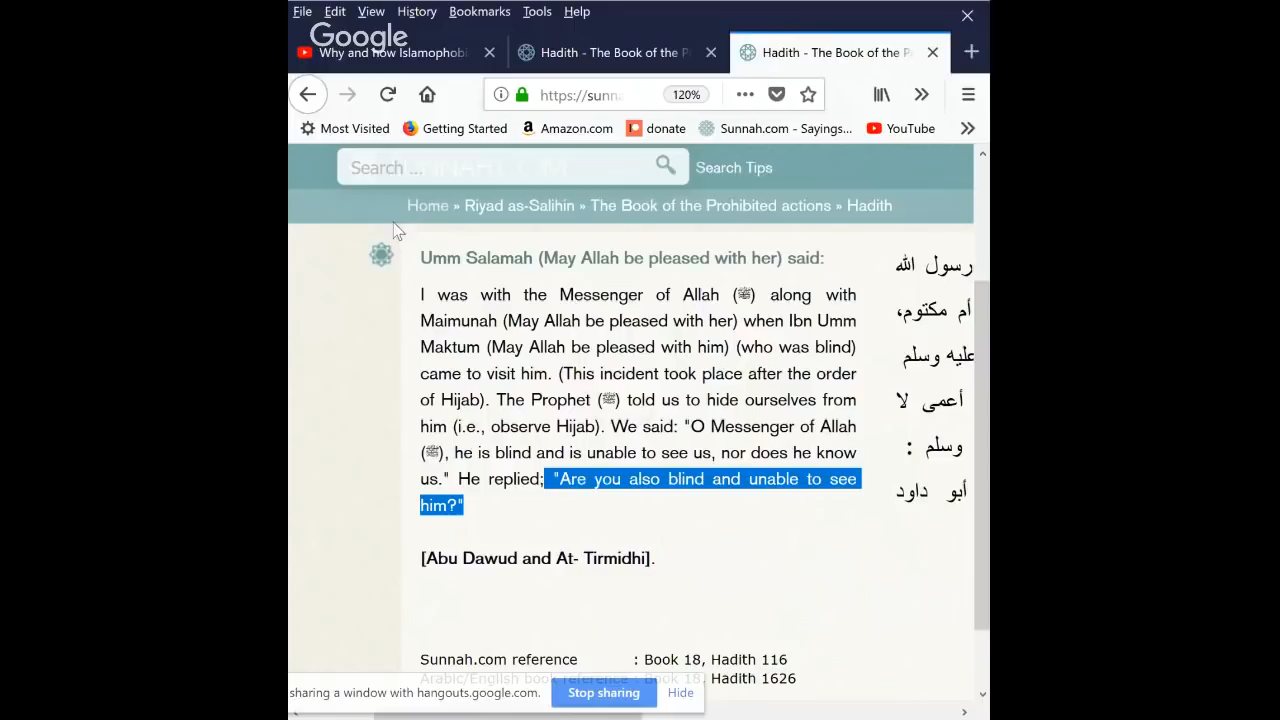 File Edit View History Bookmarks Tools Help
Google
Why and how Islamophobi
Hadith - The Book of the P
Hadith - The Book of the P
https://sunna
120%
Most Visited Getting Started Amazon.com donate Sunnah.com - Sayings... YouTube
Search ... Search Tips
Home » Riyad as-Salihin » The Book of the Prohibited actions » Hadith
Umm Salamah (May Allah be pleased with her) said:
I was with the Messenger of Allah (ﷺ) along with
Maimunah (May Allah be pleased with her) when Ibn Umm
Maktum (May Allah be pleased with him) (who was blind)
came to visit him. (This incident took place after the order
of Hijab). The Prophet (ﷺ) told us to hide ourselves from
him (i.e., observe Hijab). We said: "O Messenger of Allah
(ﷺ), he is blind and is unable to see us, nor does he know
us." He replied; "Are you also blind and unable to see
him?"
[Abu Dawud and At- Tirmidhi].
رسول الله
أم مكتوم،
عليه وسلم
أعمى لا
وسلم :
أبو داود
Sunnah.com reference : Book 18, Hadith 116
Arabic/English book reference : Book 18, Hadith 1626
sharing a window with hangouts.google.com. Stop sharing Hide